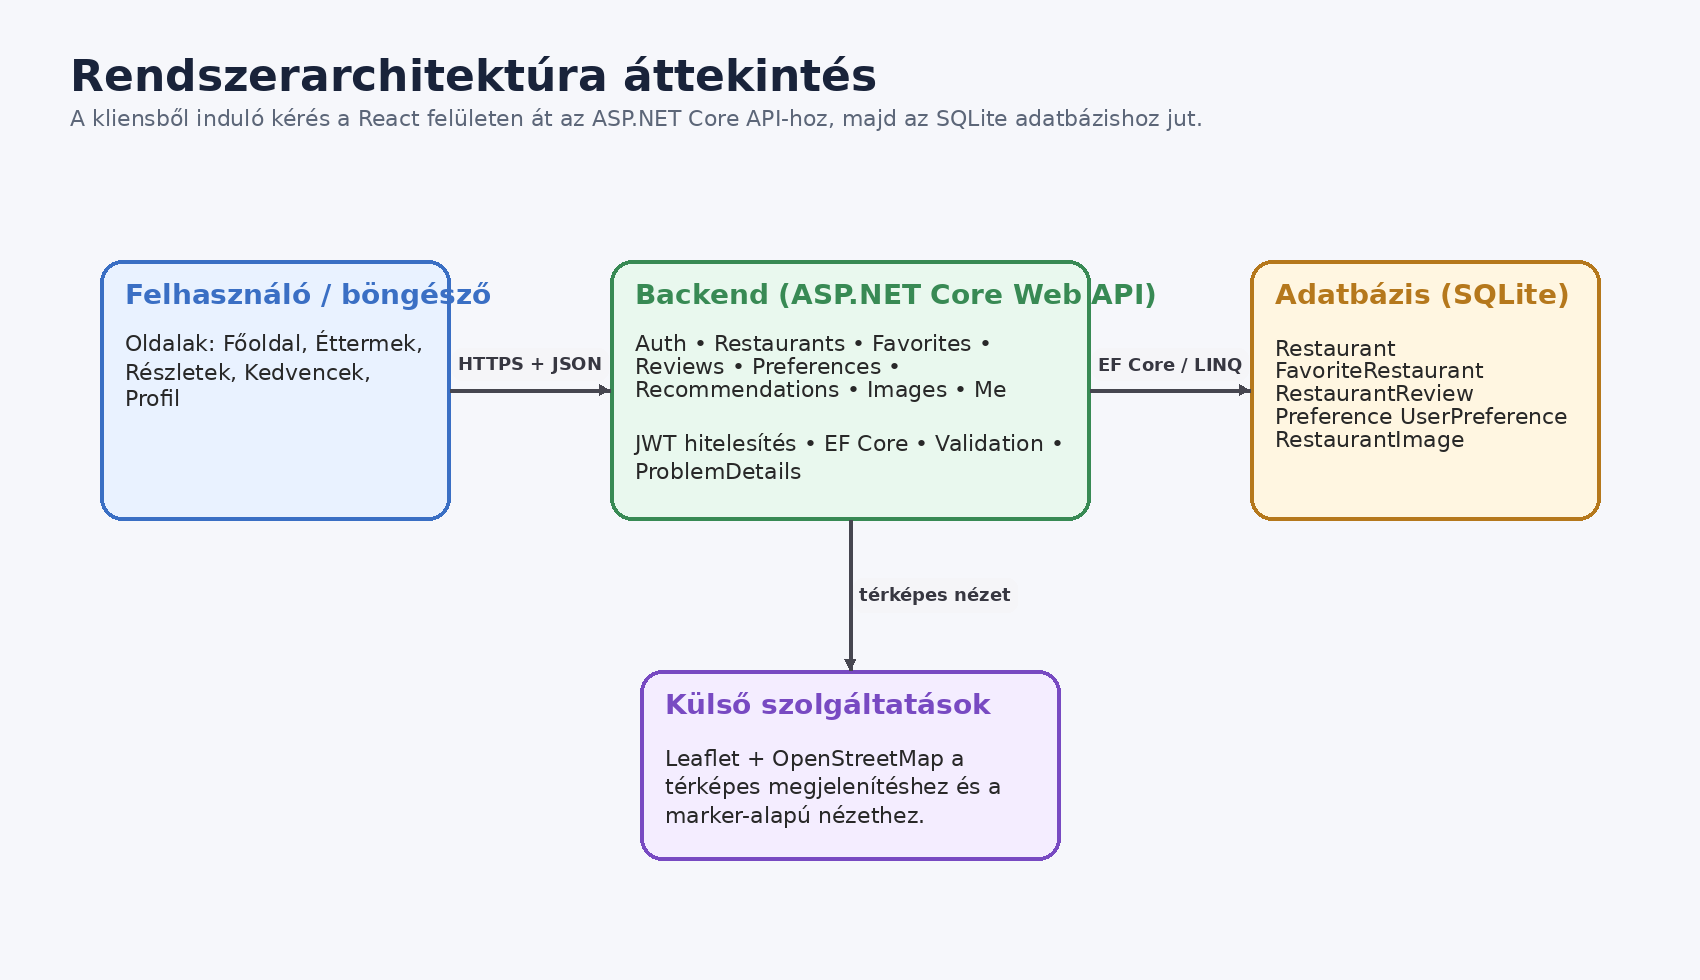 Rendszerarchitektúra áttekintés
A kliensből induló kérés a React felületen át az ASP.NET Core API-hoz, majd az SQLite adatbázishoz jut.
Felhasználó / böngésző
Oldalak: Főoldal, Éttermek,
Részletek, Kedvencek,
Profil
HTTPS + JSON
Backend (ASP.NET Core Web API)
Auth • Restaurants • Favorites •
Reviews • Preferences •
Recommendations • Images • Me
JWT hitelesítés • EF Core • Validation •
ProblemDetails
EF Core / LINQ
Adatbázis (SQLite)
Restaurant
FavoriteRestaurant
RestaurantReview
Preference UserPreference
RestaurantImage
térképes nézet
Külső szolgáltatások
Leaflet + OpenStreetMap a
térképes megjelenítéshez és a
marker-alapú nézethez.